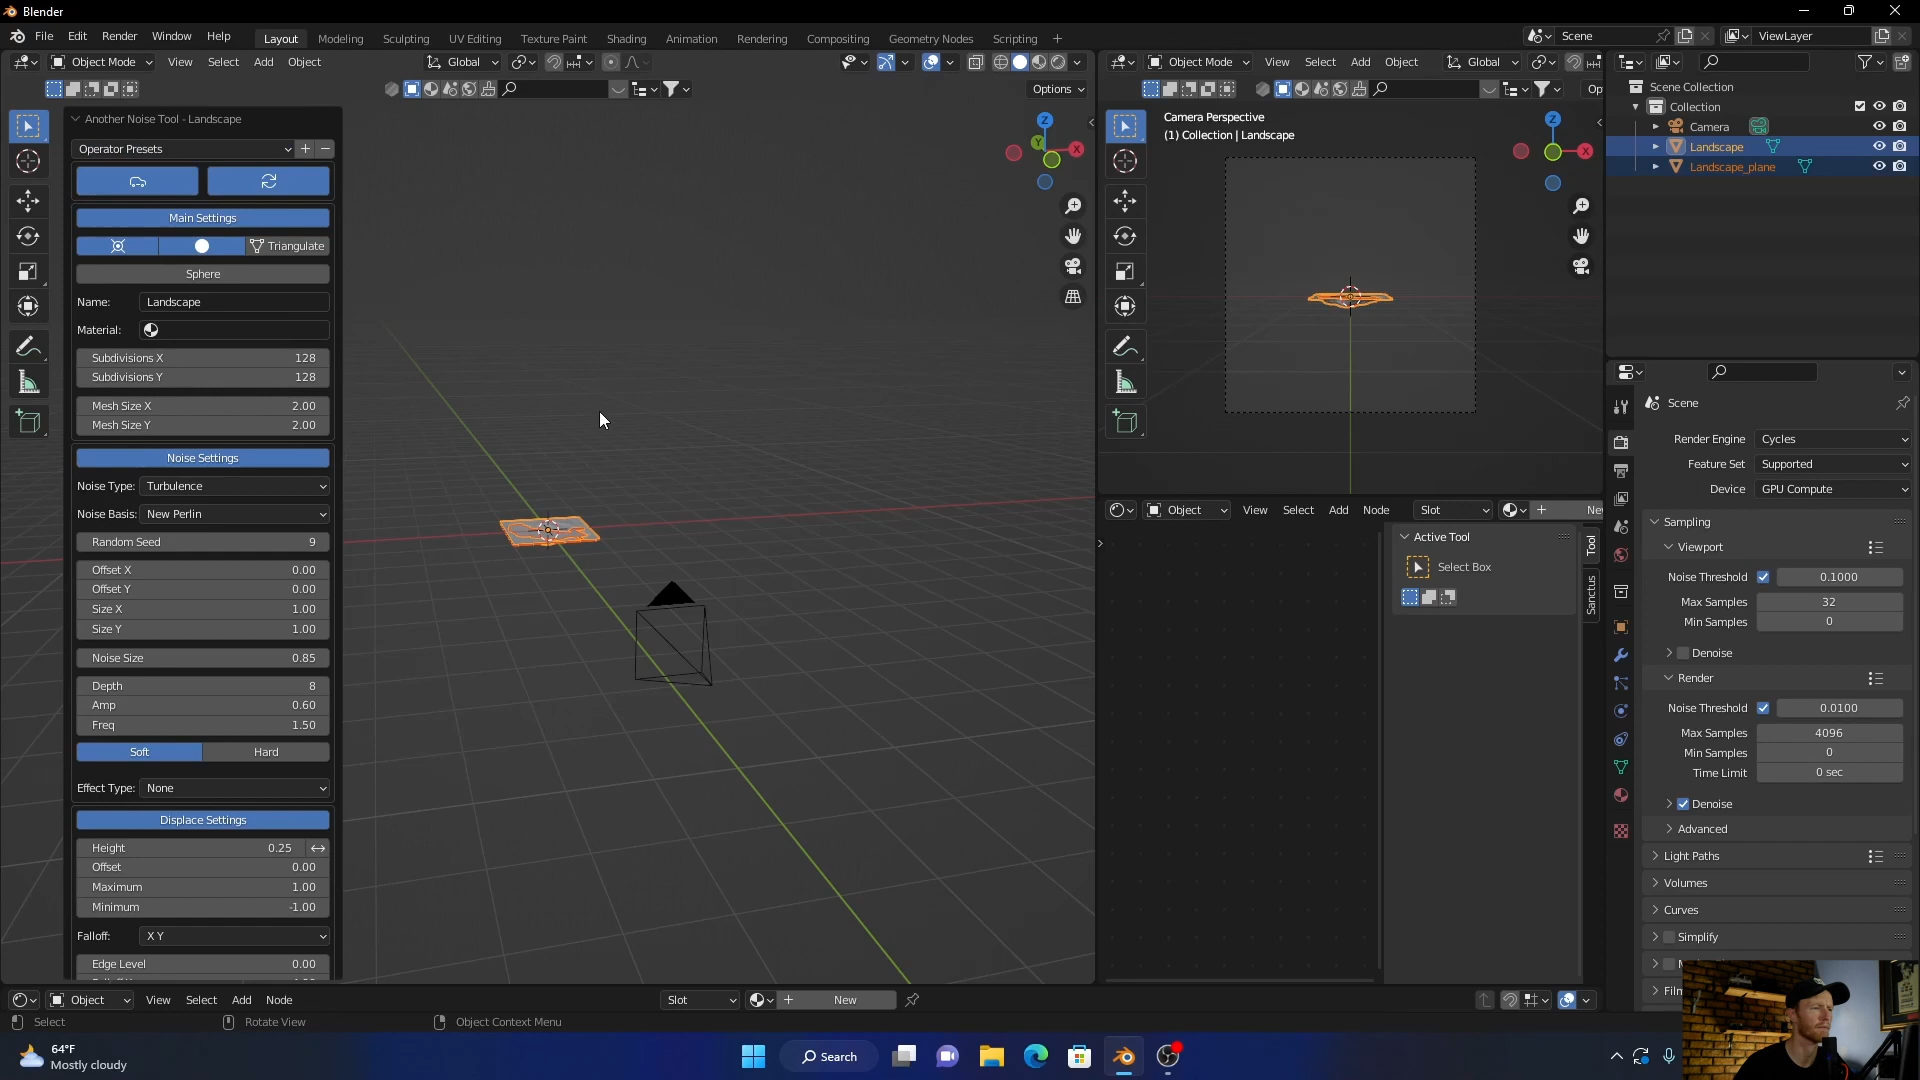 Blender
File Edit Render Window Help Layout Modeling Sculpting UV Editing Texture Paint Shading Animation Rendering Compositing Geometry Nodes Scripting + Scene ViewLayer
Object Mode View Select Add Object Global
Options
Another Noise Tool - Landscape
Operator Presets
Main Settings
Triangulate
Sphere
Name: Landscape
Material:
Subdivisions X 128
Subdivisions Y 128
Mesh Size X 2.00
Mesh Size Y 2.00
Noise Settings
Noise Type: Turbulence
Noise Basis: New Perlin
Random Seed 9
Offset X 0.00
Offset Y 0.00
Size X 1.00
Size Y 1.00
Noise Size 0.85
Depth 8
Amp 0.60
Freq 1.50
Soft Hard
Effect Type: None
Displace Settings
Height 0.25
Offset 0.00
Maximum 1.00
Minimum -1.00
Falloff: X Y
Edge Level 0.00
Z
Y
X
Object Mode View Select Add Object Global
Op
Camera Perspective
(1) Collection | Landscape
Z
X
Object View Select Add Node Slot Ne
Active Tool
Select Box
Tool
Sanctus
Scene Collection
Collection
Camera
Landscape
Landscape_plane
Scene
Render Engine Cycles
Feature Set Supported
Device GPU Compute
Sampling
Viewport
Noise Threshold 0.1000
Max Samples 32
Min Samples 0
Denoise
Render
Noise Threshold 0.0100
Max Samples 4096
Min Samples 0
Time Limit 0 sec
Denoise
Advanced
Light Paths
Volumes
Curves
Simplify
Film
Object View Select Add Node Slot New
Select Rotate View Object Context Menu
64°F
Mostly cloudy
Search